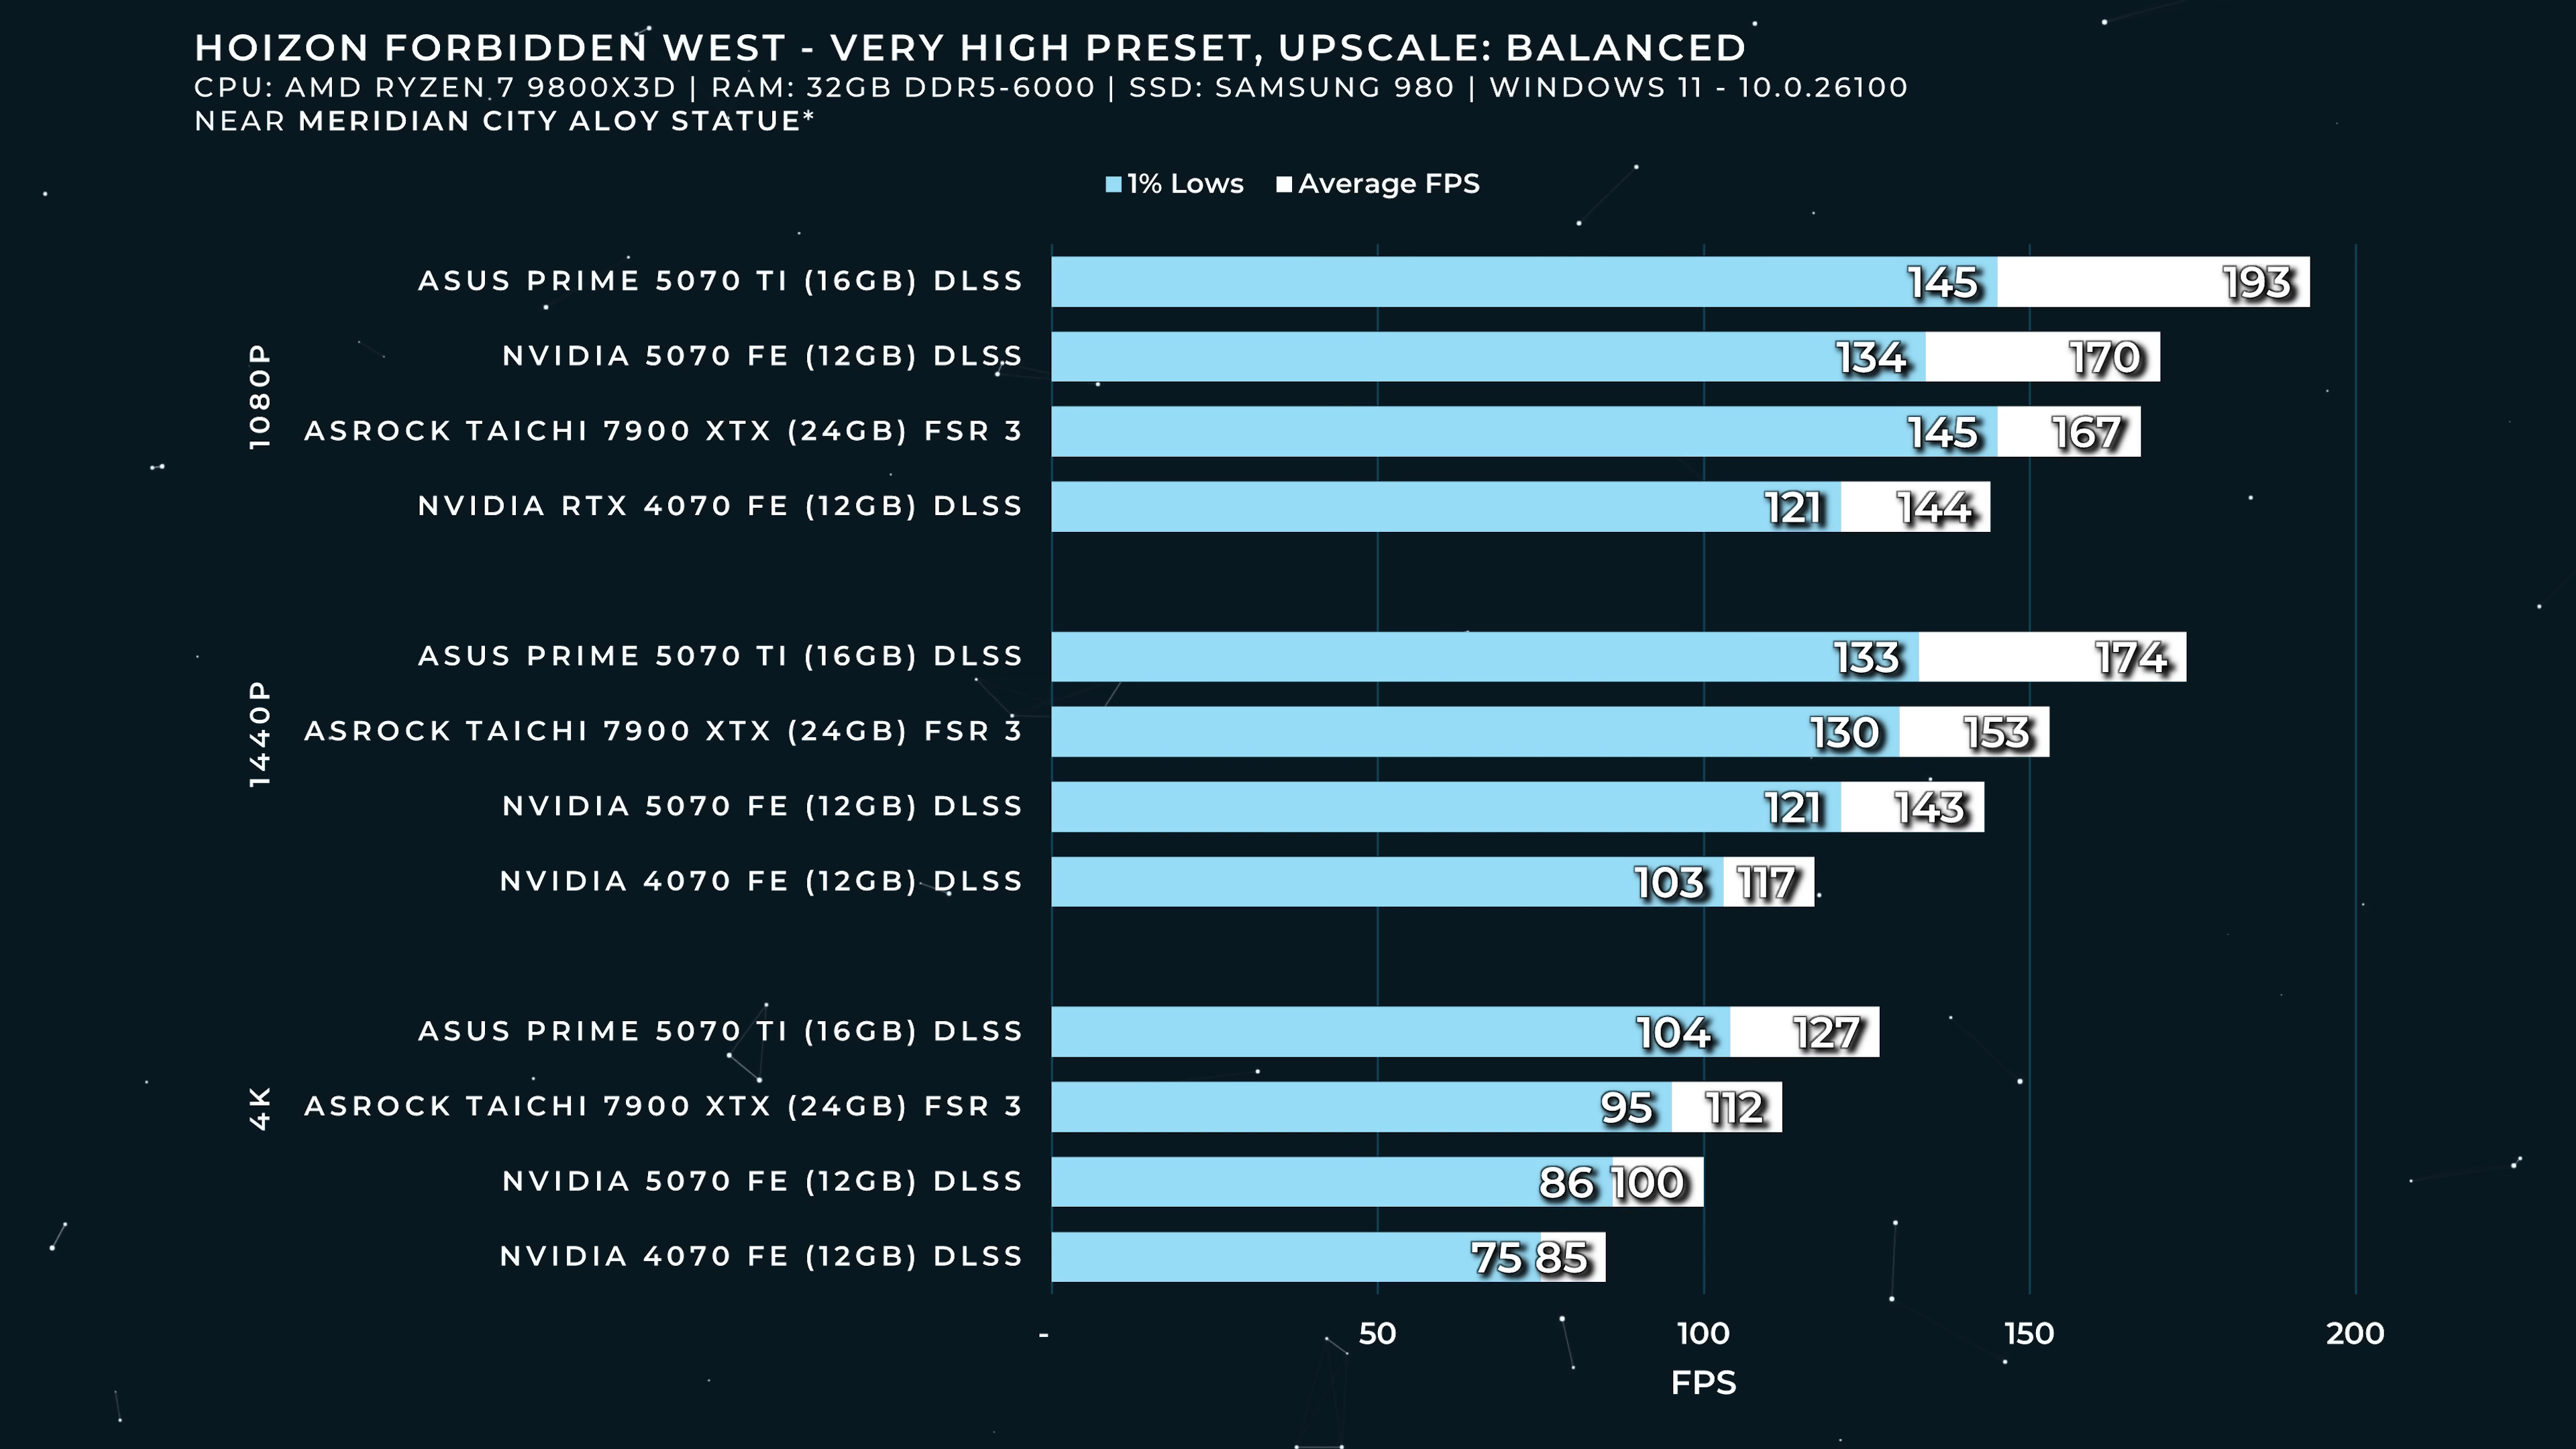 HOIZON FORBIDDEN WEST - VERY HIGH PRESET, UPSCALE: BALANCED
CPU: AMD RYZEN 7 9800X3D | RAM: 32GB DDR5-6000 | SSD: SAMSUNG 980 | WINDOWS 11 - 10.0.26100
NEAR MERIDIAN CITY ALOY STATUE*
1% Lows Average FPS
1080P
ASUS PRIME 5070 TI (16GB) DLSS 145 193
NVIDIA 5070 FE (12GB) DLSS 134 170
ASROCK TAICHI 7900 XTX (24GB) FSR 3 145 167
NVIDIA RTX 4070 FE (12GB) DLSS 121 144
1440P
ASUS PRIME 5070 TI (16GB) DLSS 133 174
ASROCK TAICHI 7900 XTX (24GB) FSR 3 130 153
NVIDIA 5070 FE (12GB) DLSS 121 143
NVIDIA 4070 FE (12GB) DLSS 103 117
4K
ASUS PRIME 5070 TI (16GB) DLSS 104 127
ASROCK TAICHI 7900 XTX (24GB) FSR 3 95 112
NVIDIA 5070 FE (12GB) DLSS 86 100
NVIDIA 4070 FE (12GB) DLSS 75 85
- 50 100 150 200
FPS